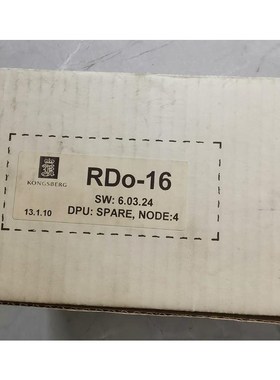 KONGSBERG
RDo-16
SW: 6.03.24
13.1.10
DPU: SPARE, NODE:4